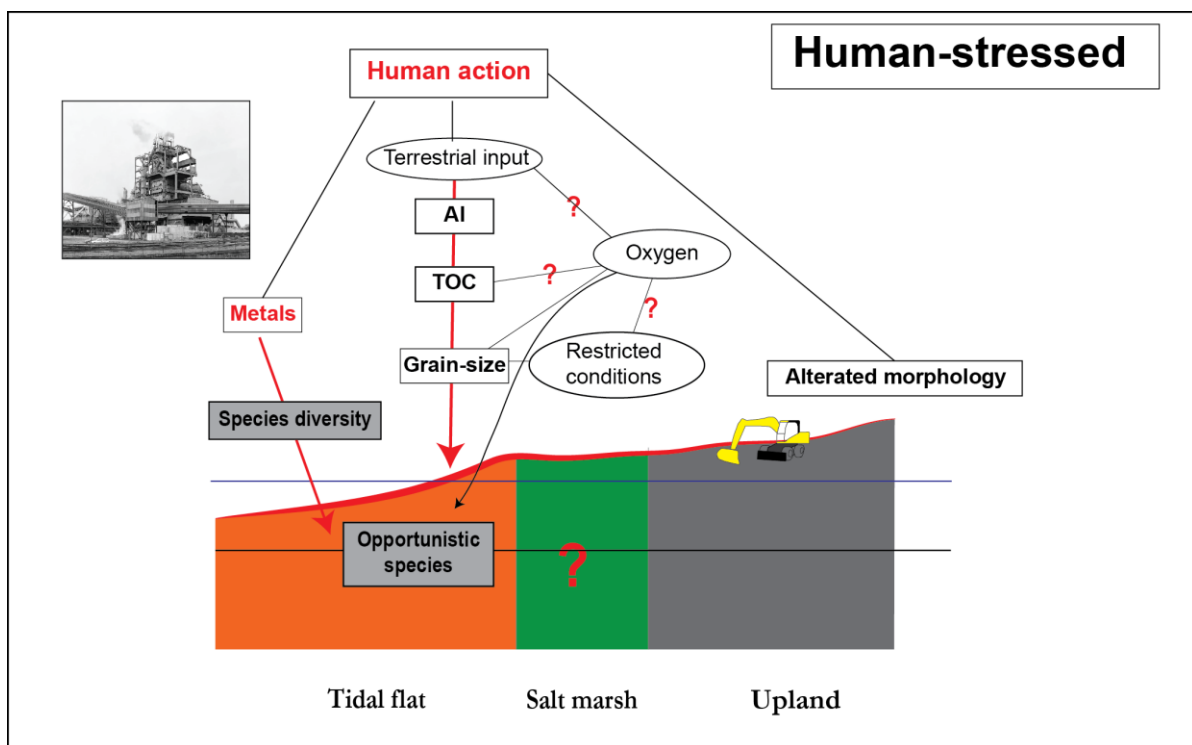 Human-stressed
Human action
Terrestrial input
?
AI
Oxygen
TOC
?
?
Metals
Restricted
conditions
Grain-size
Alterated morphology
Species diversity
Opportunistic
species
?
Tidal flat
Salt marsh
Upland